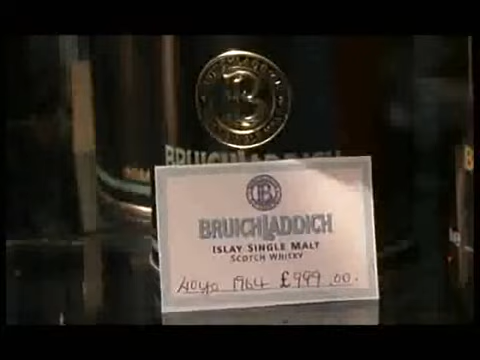 B
BRUICHLADDICH
BRUICHLADDICH
ISLAY SINGLE MALT
SCOTCH WHISKY
40yo 1964 £999.00.